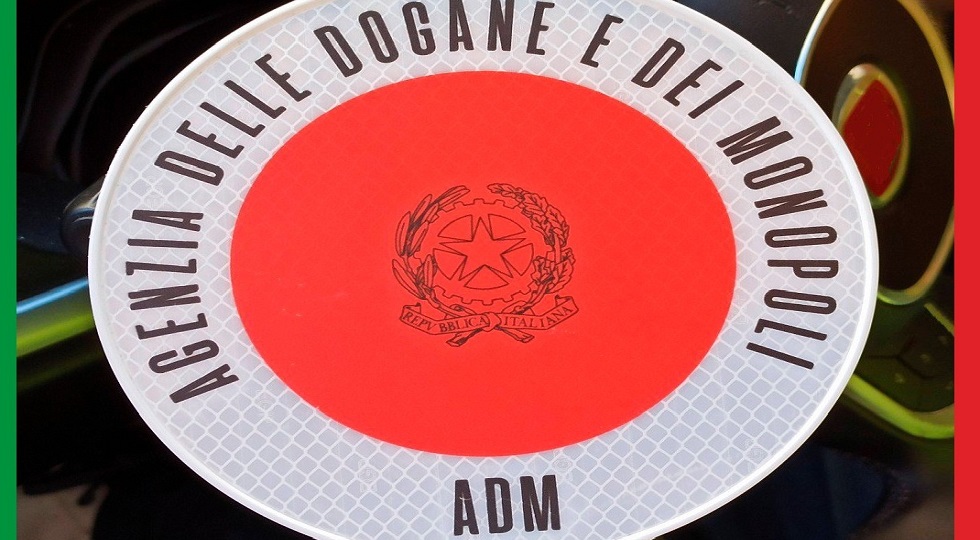 AGENZIA DELLE DOGANE E DEI MONOPOLI
REPVBBLICA ITALIANA
ADM